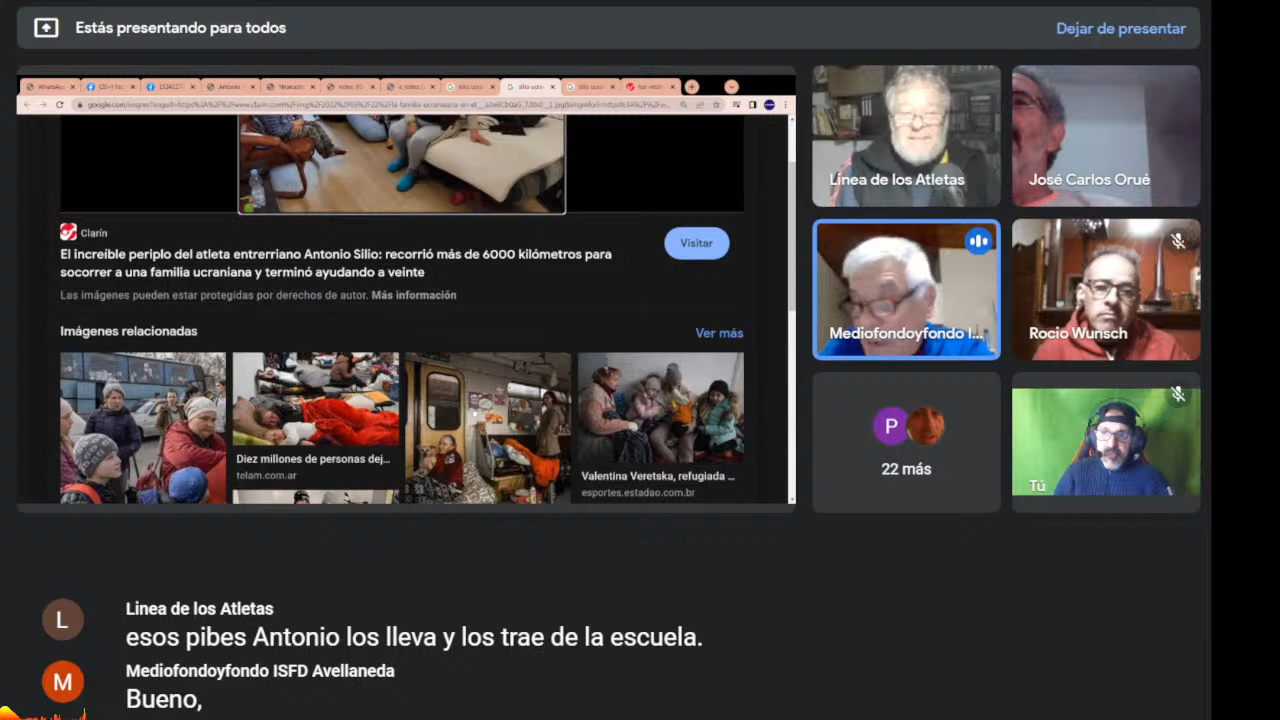 Estás presentando para todos
Dejar de presentar
WhatsApp
Antonio
Clarín
El increíble periplo del atleta entrerriano Antonio Silio: recorrió más de 6000 kilómetros para
socorrer a una familia ucraniana y terminó ayudando a veinte
Visitar
Las imágenes pueden estar protegidas por derechos de autor. Más información
Imágenes relacionadas
Ver más
Diez millones de personas dej...
telam.com.ar
Valentina Veretska, refugiada ...
esportes.estadao.com.br
Linea de los Atletas
José Carlos Orué
Mediofondoyfondo I...
Rocio Wunsch
P
22 más
Tú
L
Linea de los Atletas
esos pibes Antonio los lleva y los trae de la escuela.
M
Mediofondoyfondo ISFD Avellaneda
Bueno,